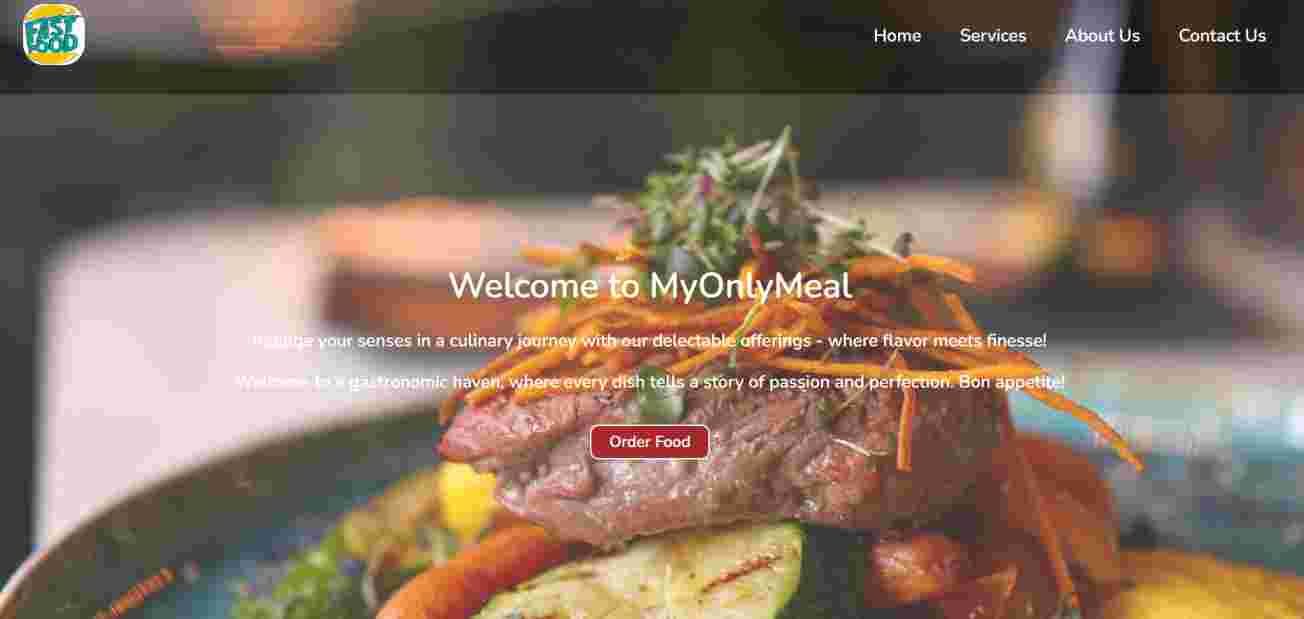 FAST
FOOD
Home Services About Us Contact Us
Welcome to MyOnlyMeal
your senses in a culinary journey with our delectable offerings - where flavor meets finesse!
Welcome to a gastronomic haven, where every dish tells a story of passion and perfection. Bon appetite!
Order Food